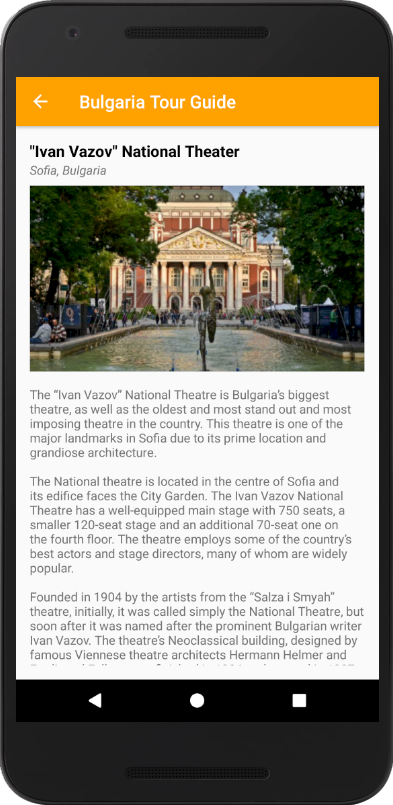 Bulgaria Tour Guide
"Ivan Vazov" National Theater
Sofia, Bulgaria
The “Ivan Vazov” National Theatre is Bulgaria’s biggest
theatre, as well as the oldest and most stand out and most
imposing theatre in the country. This theatre is one of the
major landmarks in Sofia due to its prime location and
grandiose architecture.
The National theatre is located in the centre of Sofia and
its edifice faces the City Garden. The Ivan Vazov National
Theatre has a well-equipped main stage with 750 seats, a
smaller 120-seat stage and an additional 70-seat one on
the fourth floor. The theatre employs some of the country’s
best actors and stage directors, many of whom are widely
popular.
Founded in 1904 by the artists from the “Salza i Smyah”
theatre, initially, it was called simply the National Theatre, but
soon after it was named after the prominent Bulgarian writer
Ivan Vazov. The theatre’s Neoclassical building, designed by
famous Viennese theatre architects Hermann Helmer and